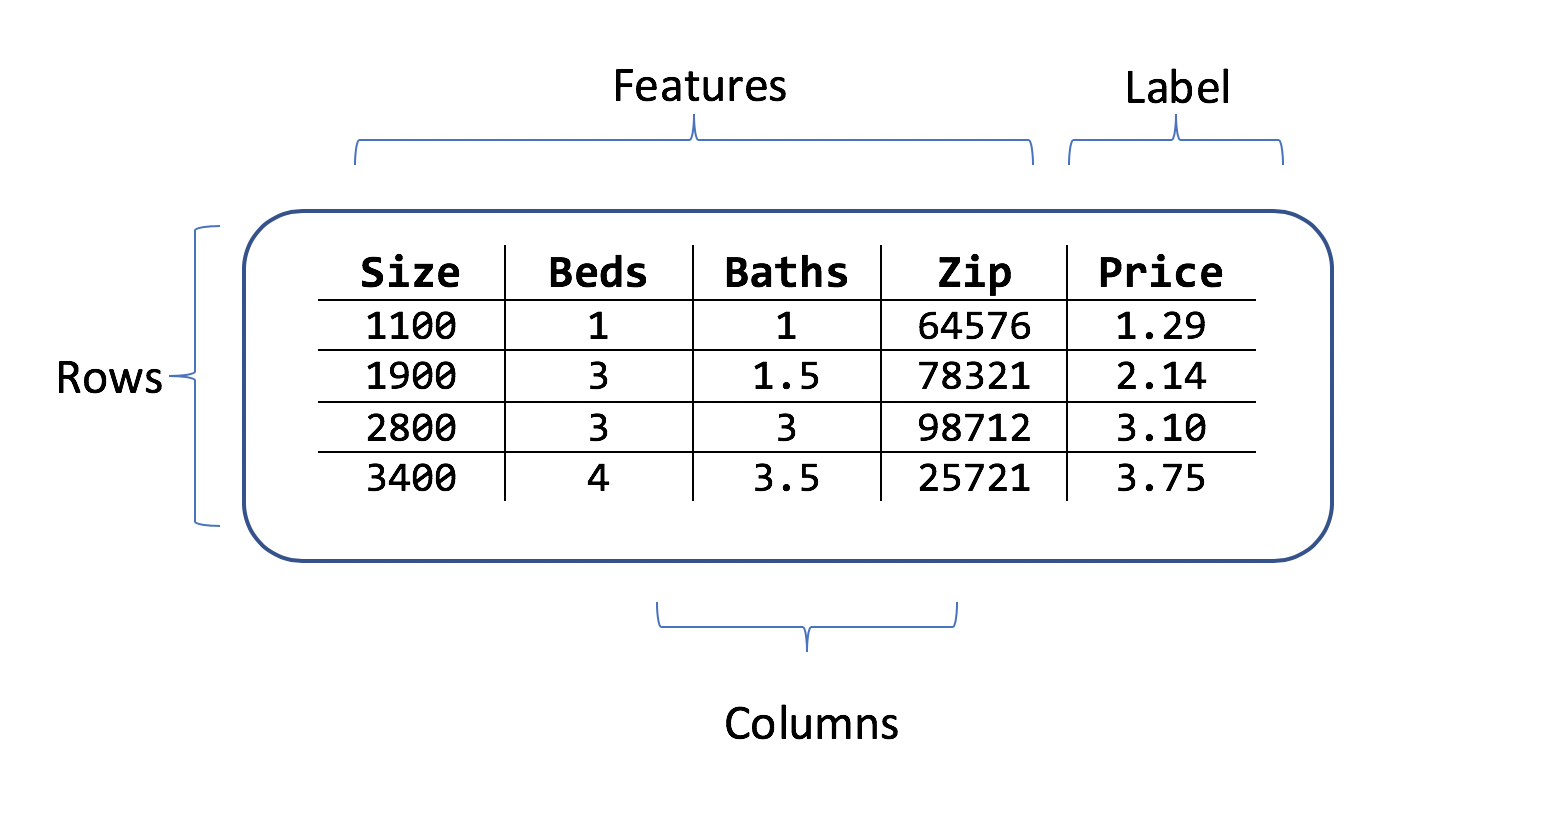 Features Label
Size Beds Baths Zip Price
1100 1 1 64576 1.29
Rows
1900 3 1.5 78321 2.14
2800 3 3 98712 3.10
3400 4 3.5 25721 3.75
Columns